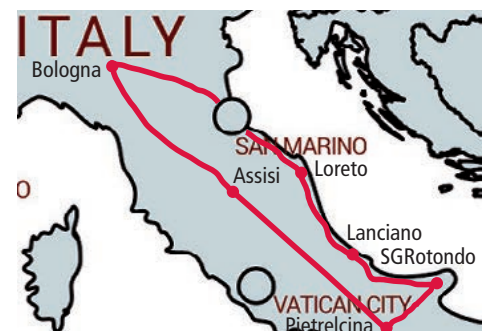 ITALY
Bologna
SAN MARINO
Loreto
Assisi
Lanciano
SGRotondo
VATICAN CITY
Pietrelcina
O